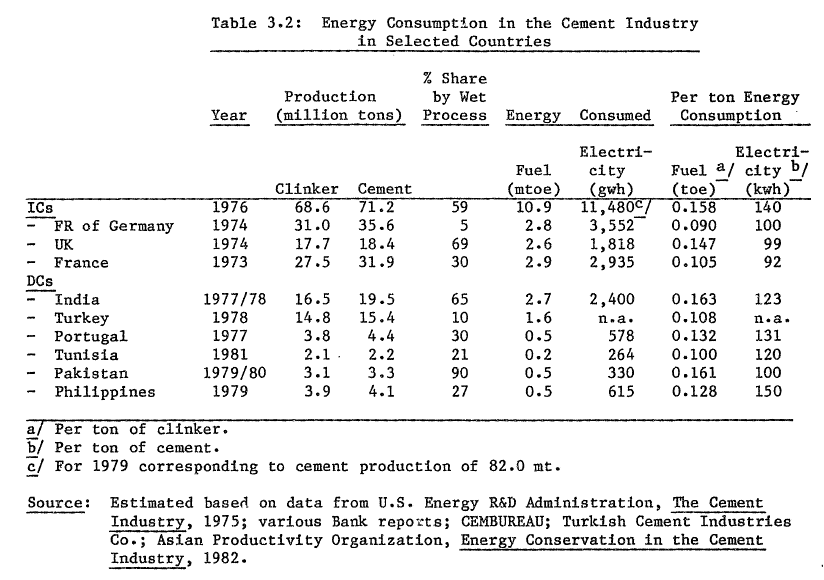 Table 3.2: Energy Consumption in the Cement Industry
in Selected Countries
% Share
Production by Wet Per ton Energy
Year (million tons) Process Energy Consumed Consumption
Electri- Electri-
Fuel city Fuel a/ city b/
Clinker Cement (mtoe) (gwh) (toe) (kwh)
ICs 1976 68.6 71.2 59 10.9 11,480c/ 0.158 140
- FR of Germany 1974 31.0 35.6 5 2.8 3,552 0.090 100
- UK 1974 17.7 18.4 69 2.6 1,818 0.147 99
- France 1973 27.5 31.9 30 2.9 2,935 0.105 92
DCs
- India 1977/78 16.5 19.5 65 2.7 2,400 0.163 123
- Turkey 1978 14.8 15.4 10 1.6 n.a. 0.108 n.a.
- Portugal 1977 3.8 4.4 30 0.5 578 0.132 131
- Tunisia 1981 2.1 2.2 21 0.2 264 0.100 120
- Pakistan 1979/80 3.1 3.3 90 0.5 330 0.161 100
- Philippines 1979 3.9 4.1 27 0.5 615 0.128 150
a/ Per ton of clinker.
b/ Per ton of cement.
c/ For 1979 corresponding to cement production of 82.0 mt.
Source: Estimated based on data from U.S. Energy R&D Administration, The Cement
Industry, 1975; various Bank reports; CEMBUREAU; Turkish Cement Industries
Co.; Asian Productivity Organization, Energy Conservation in the Cement
Industry, 1982.